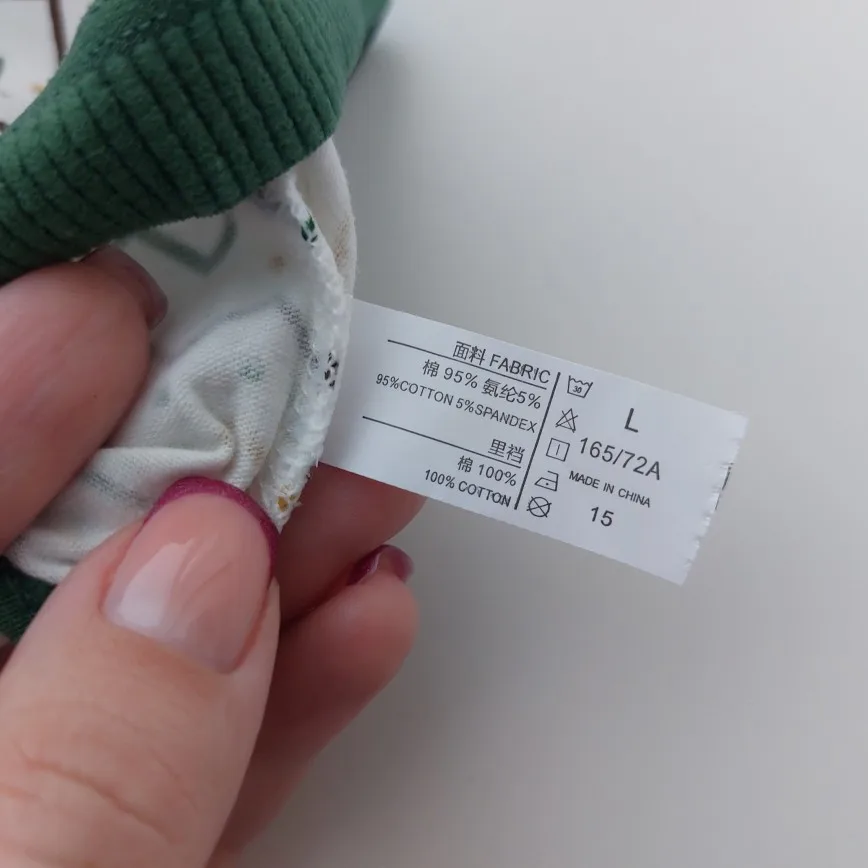 面料 FABRIC
棉 95% 氨纶5%
95%COTTON 5%SPANDEX
里裆
棉 100%
100% COTTON
30
L
165/72A
MADE IN CHINA
15